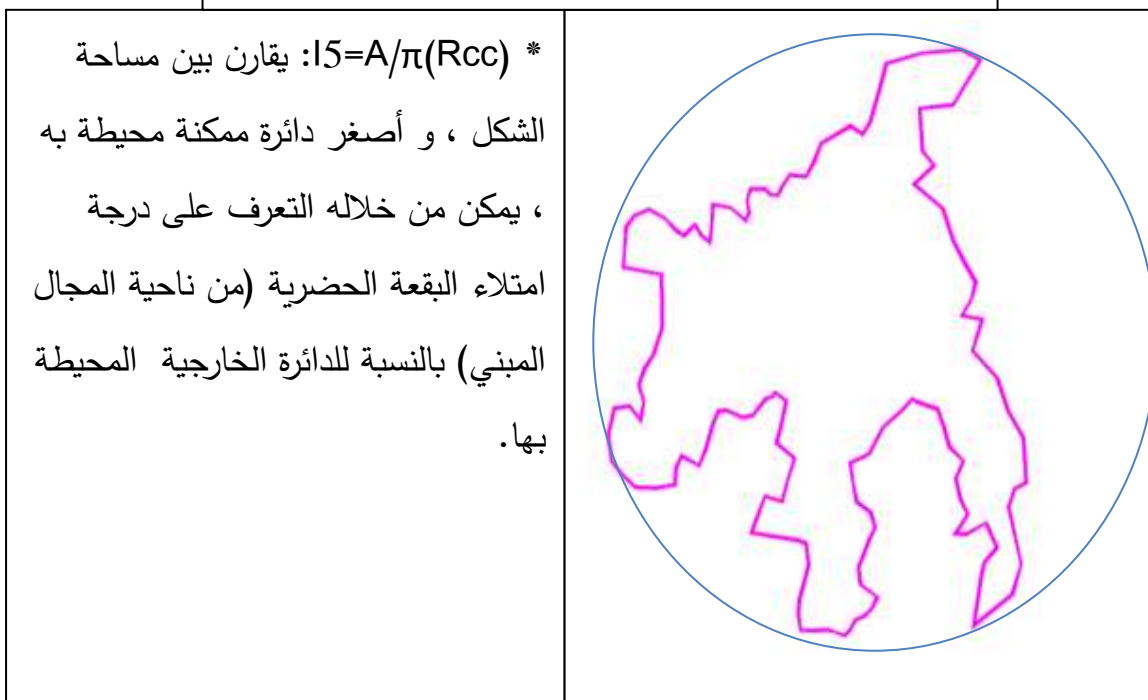 * I5=A/π(Rcc): يقارن بين مساحة
الشكل ، و أصغر دائرة ممكنة محيطة به
، يمكن من خلاله التعرف على درجة
امتلاء البقعة الحضرية (من ناحية المجال
المبني) بالنسبة للدائرة الخارجية المحيطة
بها.